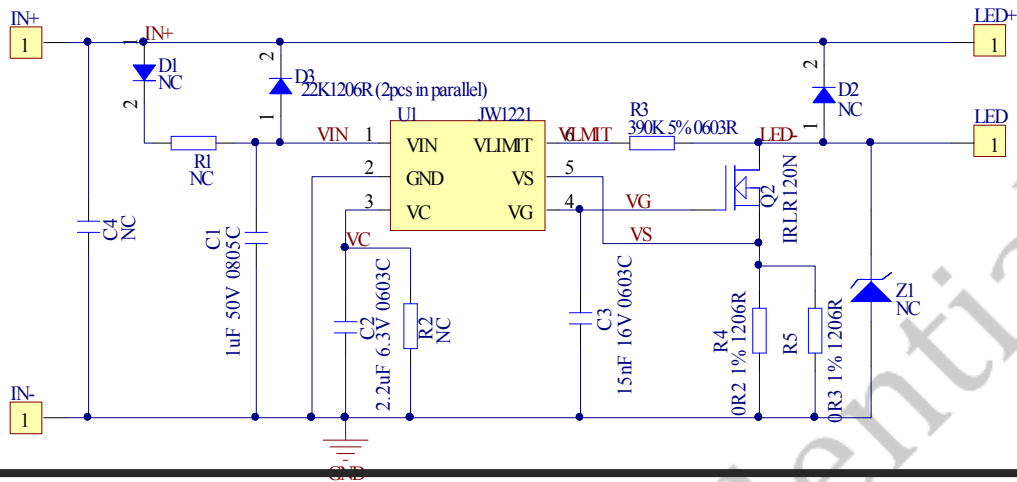 IN+
1
LED+
1
IN+
1
D1
NC
2
R1
NC
2
D3
22K1206R (2pcs in parallel)
1
C4
NC
C1
1uF 50V 0805C
VIN
U1
JW1221
1
VIN
VLIMIT
6
2
GND
VS
5
3
VC
VG
4
VLMIT
R3
390K 5% 0603R
LED-
2
D2
NC
1
LED
1
VC
C2
2.2uF 6.3V 0603C
R2
NC
VG
VS
C3
15nF 16V 0603C
Q2
IRLR120N
R4
0R2 1% 1206R
R5
0R3 1% 1206R
Z1
NC
IN-
1
GND